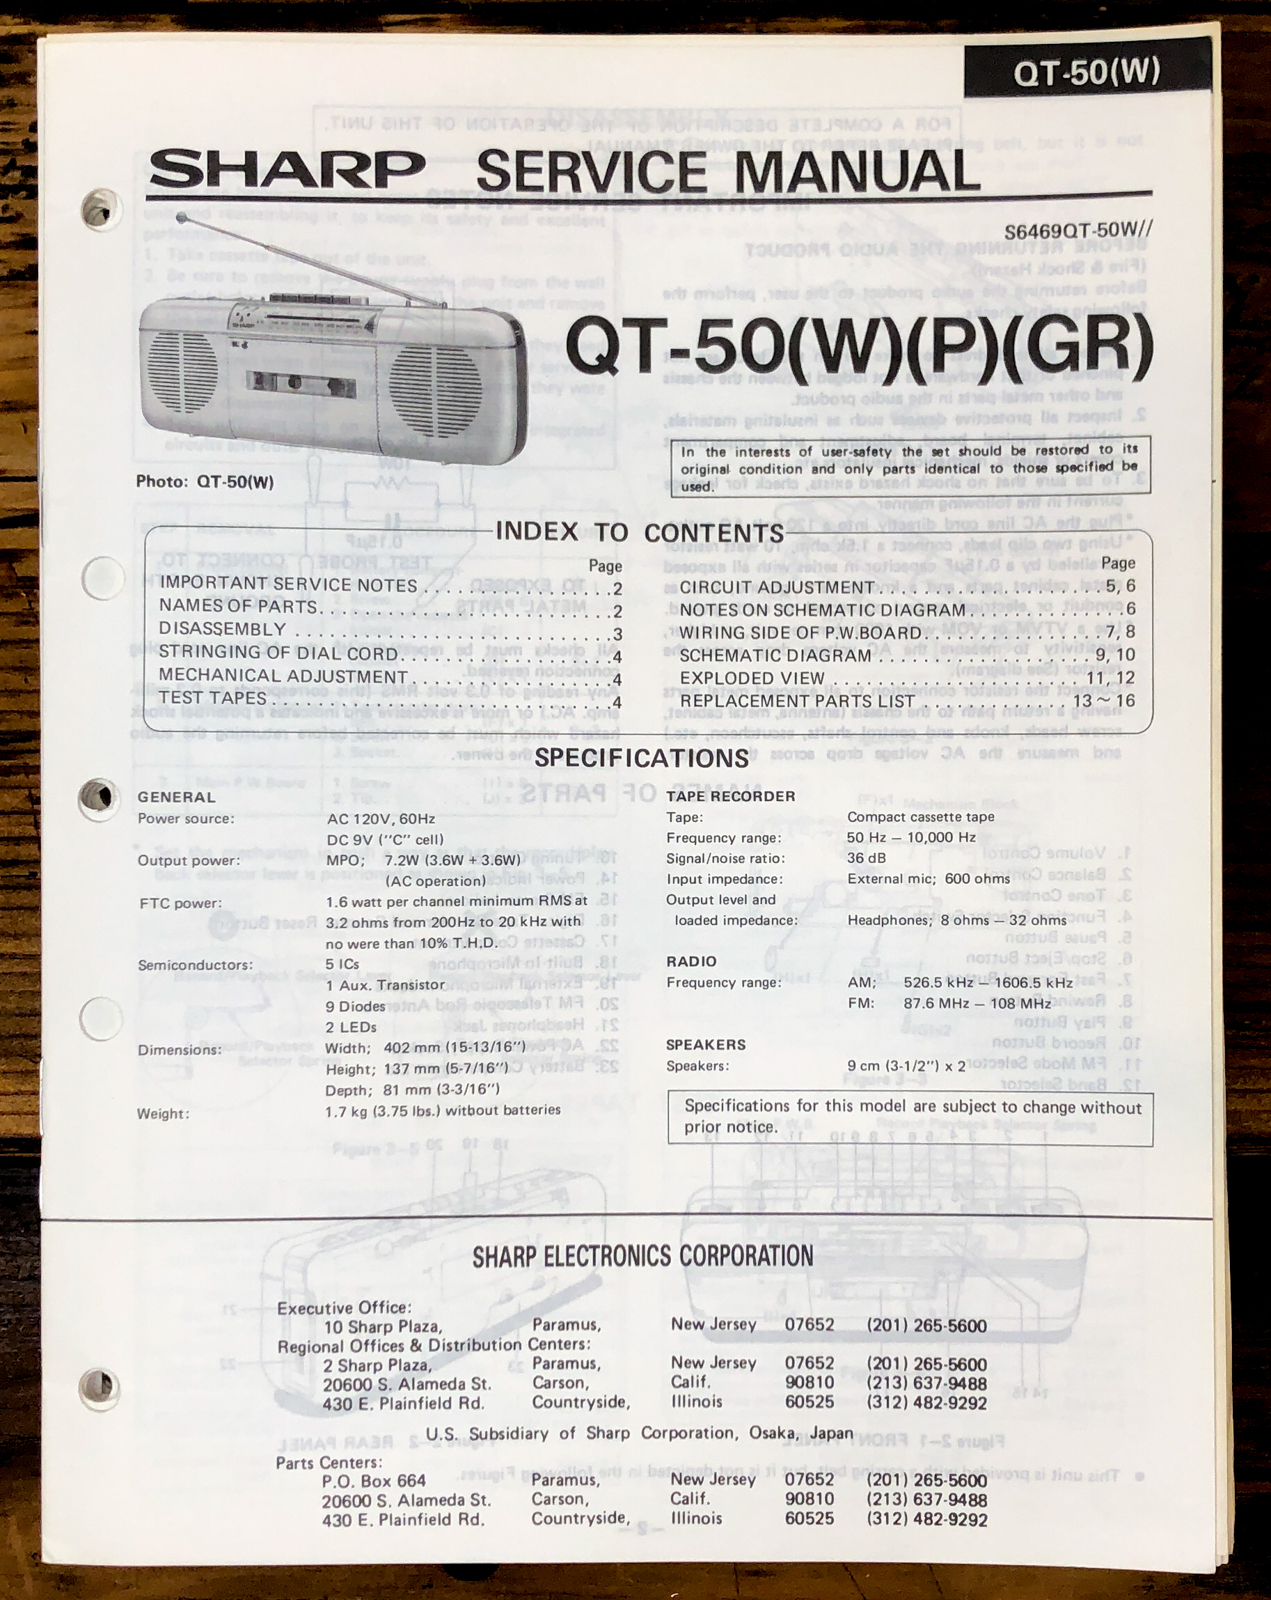 QT-50(W)
SHARP SERVICE MANUAL
S6469QT-50W//
QT-50(W)(P)(GR)
Photo: QT-50(W)
In the interests of user-safety the set should be restored to its
original condition and only parts identical to those specified be
used.
INDEX TO CONTENTS
Page
IMPORTANT SERVICE NOTES . . . . . . . . . . . . . . . . . 2
NAMES OF PARTS. . . . . . . . . . . . . . . . . . . . . . . . . . . 2
DISASSEMBLY . . . . . . . . . . . . . . . . . . . . . . . . . . . . . 3
STRINGING OF DIAL CORD. . . . . . . . . . . . . . . . . . . 4
MECHANICAL ADJUSTMENT . . . . . . . . . . . . . . . . . . 4
TEST TAPES. . . . . . . . . . . . . . . . . . . . . . . . . . . . . . . 4
Page
CIRCUIT ADJUSTMENT . . . . . . . . . . . . . . . . . . . . 5, 6
NOTES ON SCHEMATIC DIAGRAM. . . . . . . . . . . . . . 6
WIRING SIDE OF P.W.BOARD. . . . . . . . . . . . . . . . 7, 8
SCHEMATIC DIAGRAM . . . . . . . . . . . . . . . . . . . 9, 10
EXPLODED VIEW . . . . . . . . . . . . . . . . . . . . . . 11, 12
REPLACEMENT PARTS LIST . . . . . . . . . . . . . 13 ~ 16
SPECIFICATIONS
GENERAL
Power source: AC 120V, 60Hz
DC 9V ("C" cell)
Output power: MPO; 7.2W (3.6W + 3.6W)
(AC operation)
FTC power: 1.6 watt per channel minimum RMS at
3.2 ohms from 200Hz to 20 kHz with
no were than 10% T.H.D.
Semiconductors: 5 ICs
1 Aux. Transistor
9 Diodes
2 LEDs
Dimensions: Width; 402 mm (15-13/16")
Height; 137 mm (5-7/16")
Depth; 81 mm (3-3/16")
Weight: 1.7 kg (3.75 lbs.) without batteries
TAPE RECORDER
Tape: Compact cassette tape
Frequency range: 50 Hz — 10,000 Hz
Signal/noise ratio: 36 dB
Input impedance: External mic; 600 ohms
Output level and
loaded impedance: Headphones; 8 ohms — 32 ohms
RADIO
Frequency range: AM; 526.5 kHz — 1606.5 kHz
FM: 87.6 MHz — 108 MHz
SPEAKERS
Speakers: 9 cm (3-1/2") x 2
Specifications for this model are subject to change without
prior notice.
SHARP ELECTRONICS CORPORATION
Executive Office:
10 Sharp Plaza, Paramus, New Jersey 07652 (201) 265-5600
Regional Offices & Distribution Centers:
2 Sharp Plaza, Paramus, New Jersey 07652 (201) 265-5600
20600 S. Alameda St. Carson, Calif. 90810 (213) 637-9488
430 E. Plainfield Rd. Countryside, Illinois 60525 (312) 482-9292
U.S. Subsidiary of Sharp Corporation, Osaka, Japan
Parts Centers:
P.O. Box 664 Paramus, New Jersey 07652 (201) 265-5600
20600 S. Alameda St. Carson, Calif. 90810 (213) 637-9488
430 E. Plainfield Rd. Countryside, Illinois 60525 (312) 482-9292